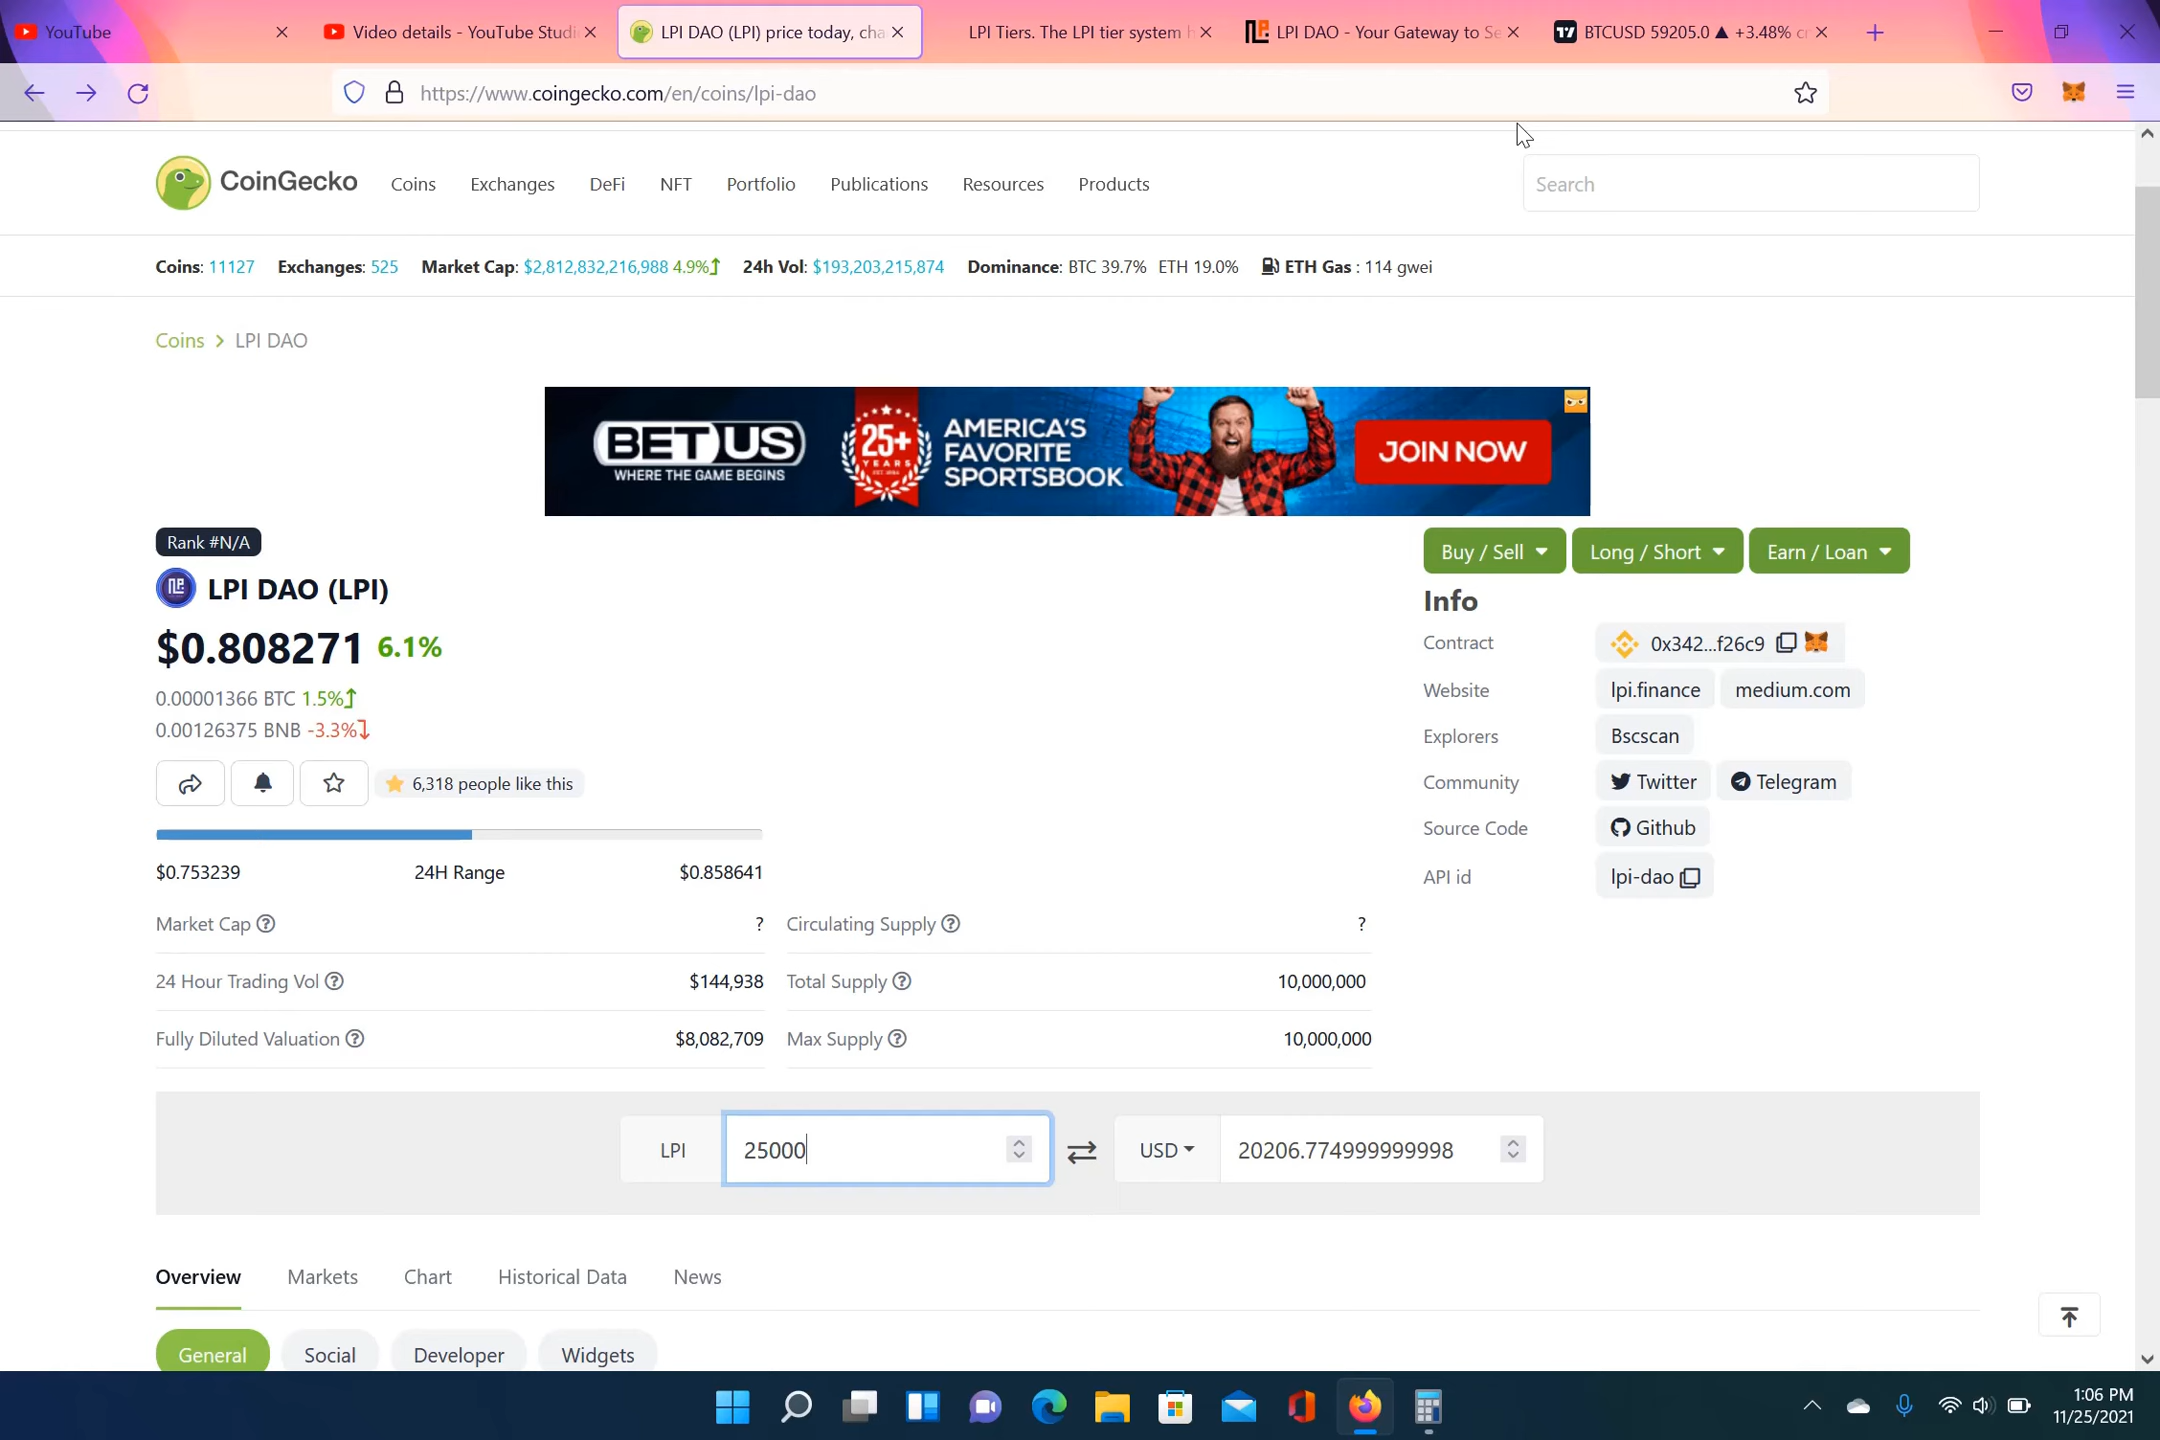 YouTube
Video details - YouTube Studi
LPI DAO (LPI) price today, cha
LPI Tiers. The LPI tier system h
LPI DAO - Your Gateway to Se
BTCUSD 59205.0 ▲ +3.48% cr
https://www.coingecko.com/en/coins/lpi-dao
CoinGecko
Coins
Exchanges
DeFi
NFT
Portfolio
Publications
Resources
Products
Search
Coins: 11127
Exchanges: 525
Market Cap: $2,812,832,216,988 4.9%
24h Vol: $193,203,215,874
Dominance: BTC 39.7% ETH 19.0%
ETH Gas : 114 gwei
Coins > LPI DAO
BETUS
WHERE THE GAME BEGINS
25+
YEARS
AMERICA'S
FAVORITE
SPORTSBOOK
JOIN NOW
Rank #N/A
LPI DAO (LPI)
$0.808271 6.1%
0.00001366 BTC 1.5%
0.00126375 BNB -3.3%
6,318 people like this
$0.753239
24H Range
$0.858641
Buy / Sell
Long / Short
Earn / Loan
Info
Contract
0x342...f26c9
Website
lpi.finance
medium.com
Explorers
Bscscan
Community
Twitter
Telegram
Source Code
Github
API id
lpi-dao
Market Cap ?
?
Circulating Supply ?
?
24 Hour Trading Vol ?
$144,938
Total Supply ?
10,000,000
Fully Diluted Valuation ?
$8,082,709
Max Supply ?
10,000,000
LPI
25000
USD
20206.774999999998
Overview
Markets
Chart
Historical Data
News
General
Social
Developer
Widgets
1:06 PM
11/25/2021